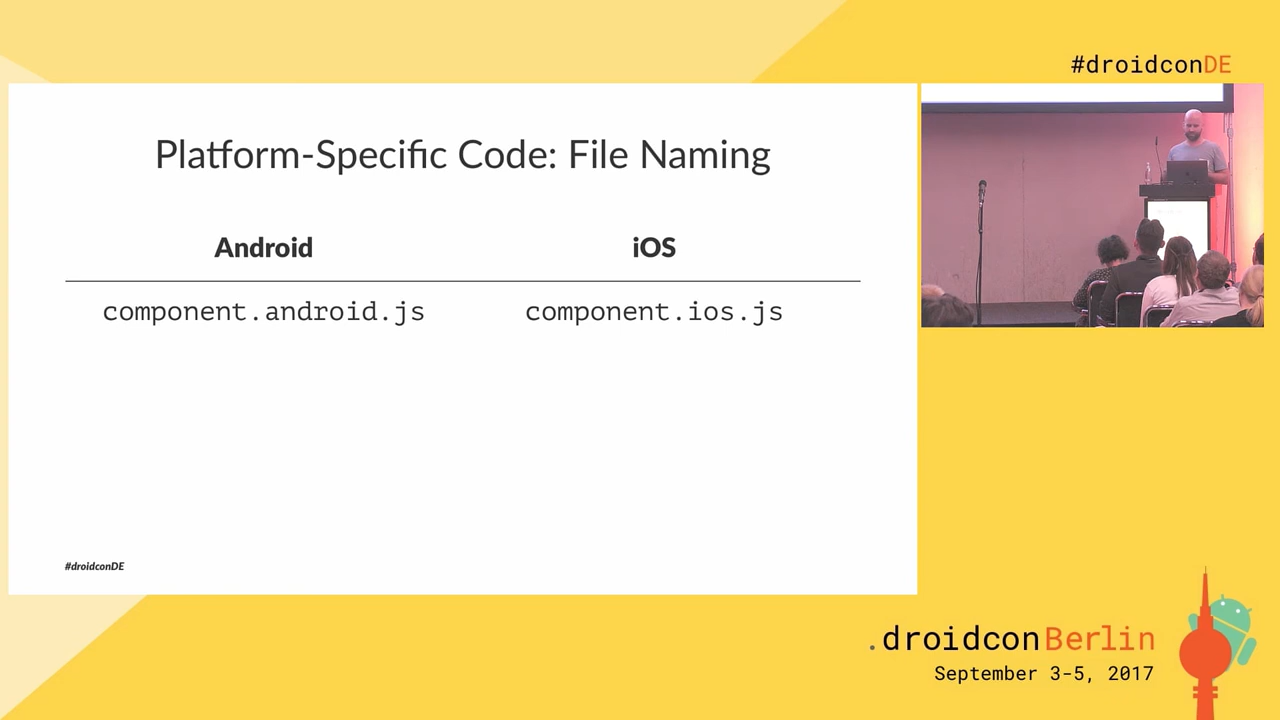 #droidconDE
Platform-Specific Code: File Naming
Android iOS
component.android.js component.ios.js
#droidconDE
.droidconBerlin
September 3-5, 2017